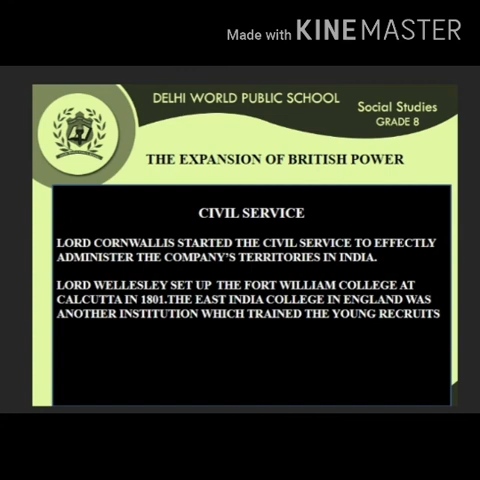 Made with KINEMASTER
DELHI WORLD PUBLIC SCHOOL
Social Studies
GRADE 8
THE EXPANSION OF BRITISH POWER
CIVIL SERVICE
LORD CORNWALLIS STARTED THE CIVIL SERVICE TO EFFECTLY
ADMINISTER THE COMPANY'S TERRITORIES IN INDIA.
LORD WELLESLEY SET UP THE FORT WILLIAM COLLEGE AT
CALCUTTA IN 1801.THE EAST INDIA COLLEGE IN ENGLAND WAS
ANOTHER INSTITUTION WHICH TRAINED THE YOUNG RECRUITS